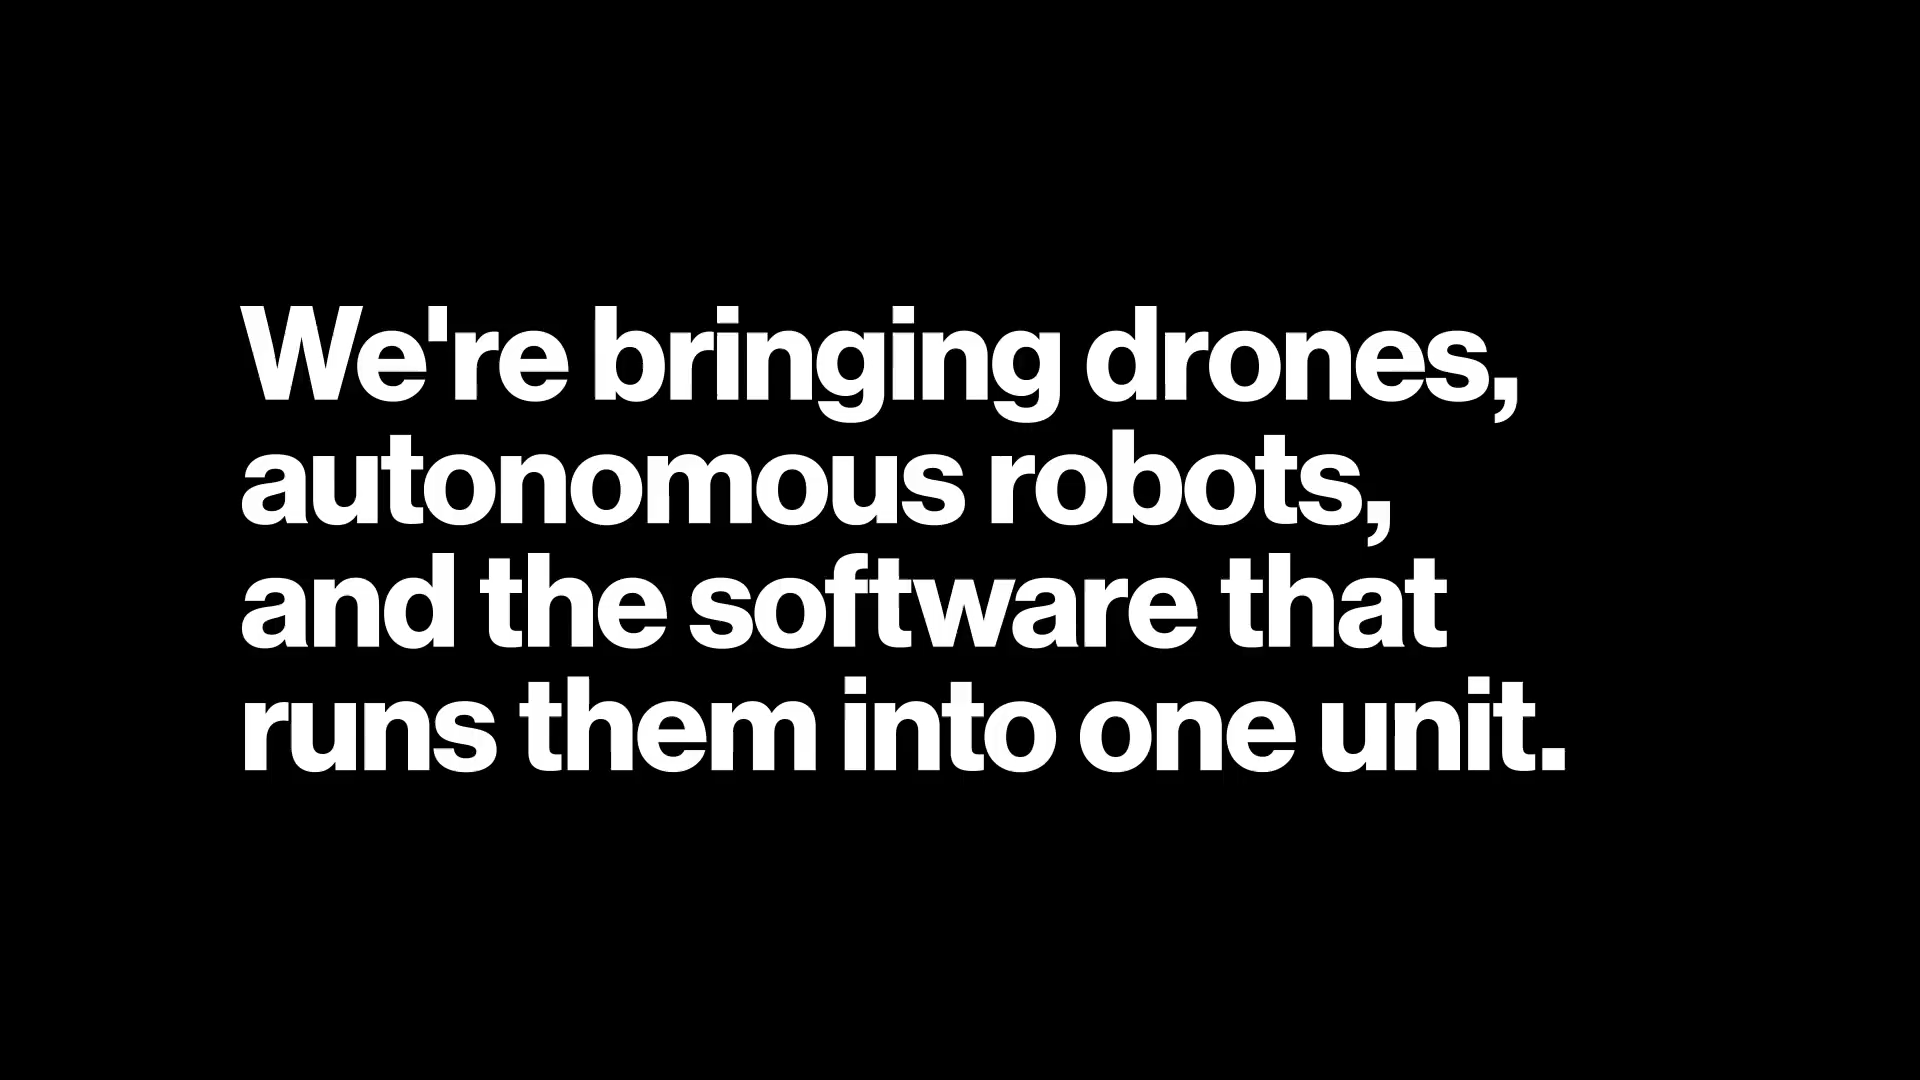 We're bringing drones,
autonomous robots,
and the software that
runs them into one unit.